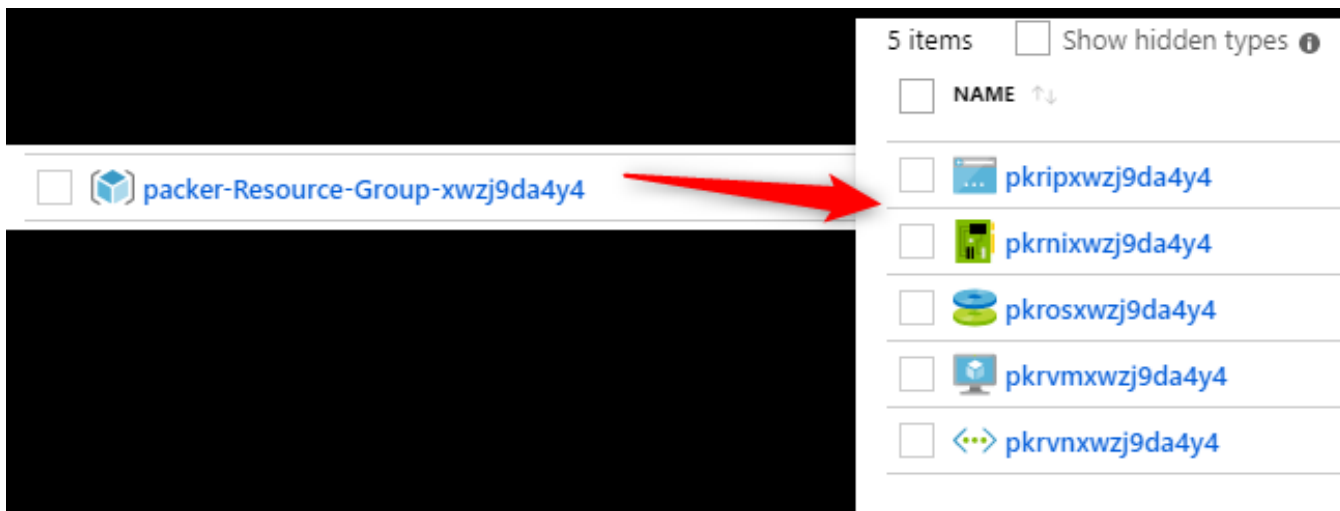 packer-Resource-Group-xwzj9da4y4
5 items Show hidden types
NAME
pkripxwzj9da4y4
pkrnixwzj9da4y4
pkrosxwzj9da4y4
pkrvmxwzj9da4y4
pkrvnxwzj9da4y4